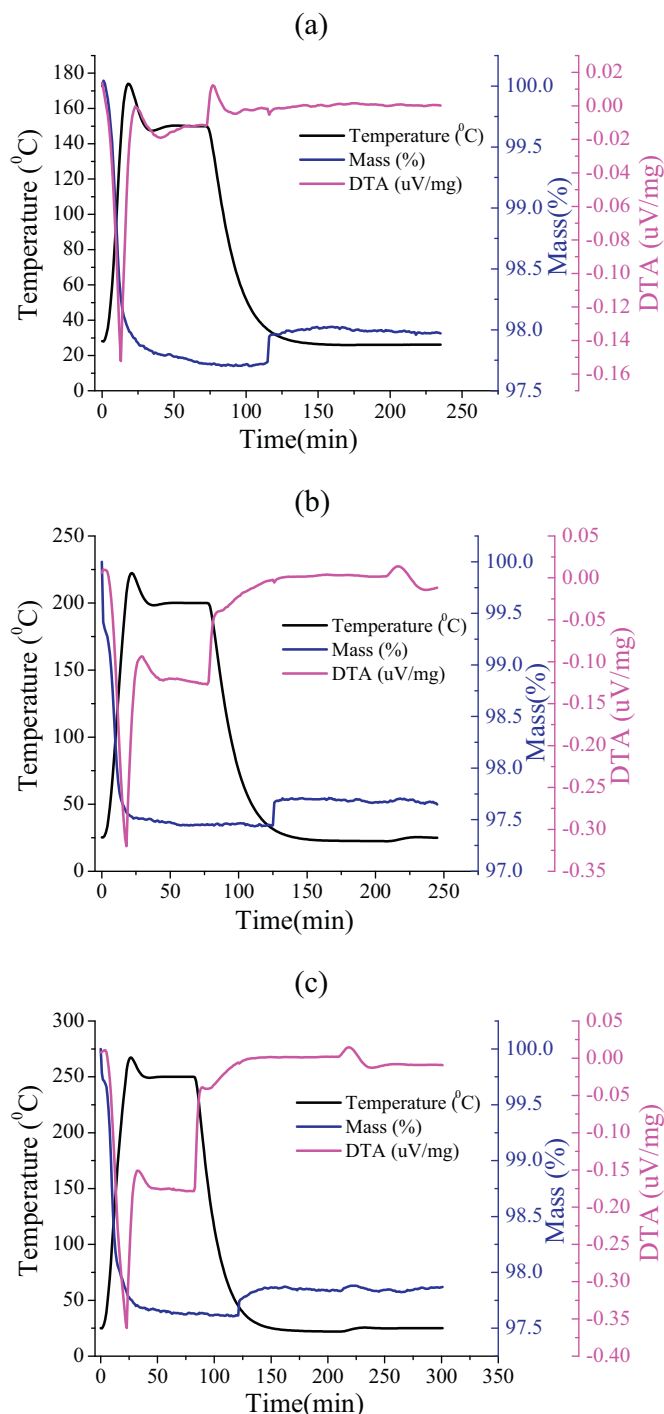 (a)
180
160
140
120
100
80
60
40
20
0
Temperature (⁰C)
0 50 100 150 200 250
Time(min)
Temperature (⁰C)
Mass (%)
DTA (uV/mg)
100.0
99.5
99.0
98.5
98.0
97.5
Mass(%)
0.02
0.00
-0.02
-0.04
-0.06
-0.08
-0.10
-0.12
-0.14
-0.16
DTA (uV/mg)
(b)
250
200
150
100
50
0
Temperature (⁰C)
0 50 100 150 200 250
Time(min)
Temperature (⁰C)
Mass (%)
DTA (uV/mg)
100.0
99.5
99.0
98.5
98.0
97.5
97.0
Mass(%)
0.05
0.00
-0.05
-0.10
-0.15
-0.20
-0.25
-0.30
-0.35
DTA (uV/mg)
(c)
300
250
200
150
100
50
0
Temperature (⁰C)
0 50 100 150 200 250 300 350
Time(min)
Temperature (⁰C)
Mass (%)
DTA (uV/mg)
100.0
99.5
99.0
98.5
98.0
97.5
Mass (%)
0.05
0.00
-0.05
-0.10
-0.15
-0.20
-0.25
-0.30
-0.35
-0.40
DTA (uV/mg)